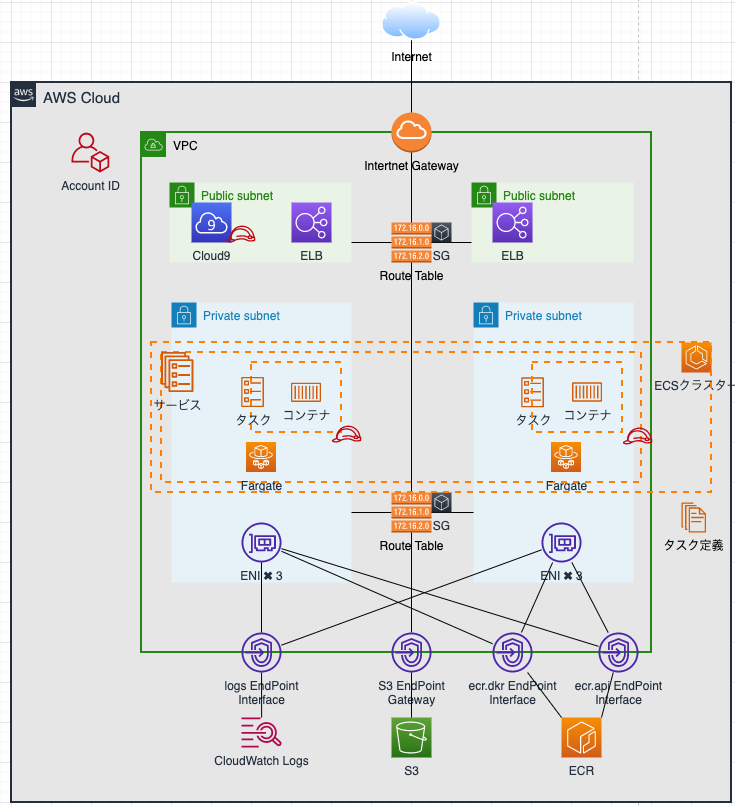 Internet
aws
AWS Cloud
VPC
Account ID
Intertnet Gateway
Public subnet
Public subnet
9
Cloud9
ELB
172.16.0.0
172.16.1.0
172.16.2.0
SG
ELB
Route Table
Private subnet
Private subnet
ECSクラスター
サービス
タスク
コンテナ
タスク
コンテナ
Fargate
Fargate
172.16.0.0
172.16.1.0
172.16.2.0
SG
Route Table
タスク定義
ENI✖3
ENI✖3
logs EndPoint
Interface
S3 EndPoint
Gateway
ecr.dkr EndPoint
Interface
ecr.api EndPoint
Interface
CloudWatch Logs
S3
ECR